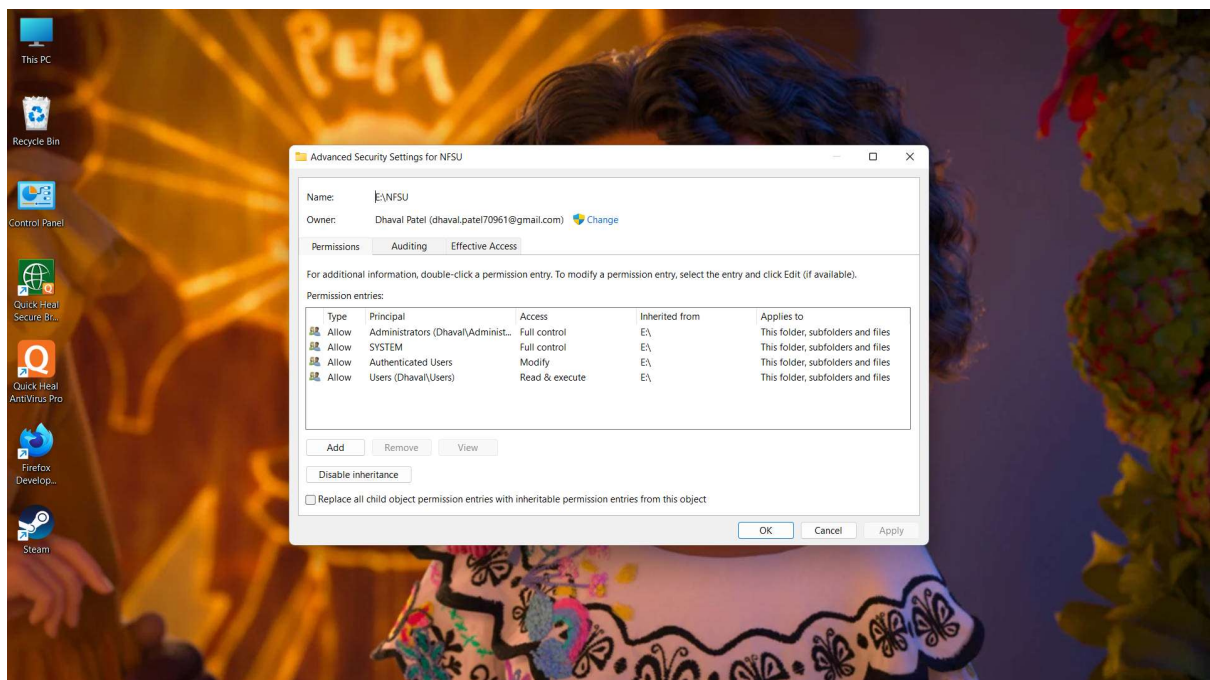 PEPA
This PC
Recycle Bin
Control Panel
Quick Heal
Secure Br...
Quick Heal
AntiVirus Pro
Firefox
Develop...
Steam
Advanced Security Settings for NFSU
Name: E:\NFSU
Owner: Dhaval Patel (dhaval.patel70961@gmail.com) Change
Permissions Auditing Effective Access
For additional information, double-click a permission entry. To modify a permission entry, select the entry and click Edit (if available).
Permission entries:
Type Principal Access Inherited from Applies to
Allow Administrators (Dhaval\Administ... Full control E:\ This folder, subfolders and files
Allow SYSTEM Full control E:\ This folder, subfolders and files
Allow Authenticated Users Modify E:\ This folder, subfolders and files
Allow Users (Dhaval\Users) Read & execute E:\ This folder, subfolders and files
Add Remove View
Disable inheritance
Replace all child object permission entries with inheritable permission entries from this object
OK Cancel Apply